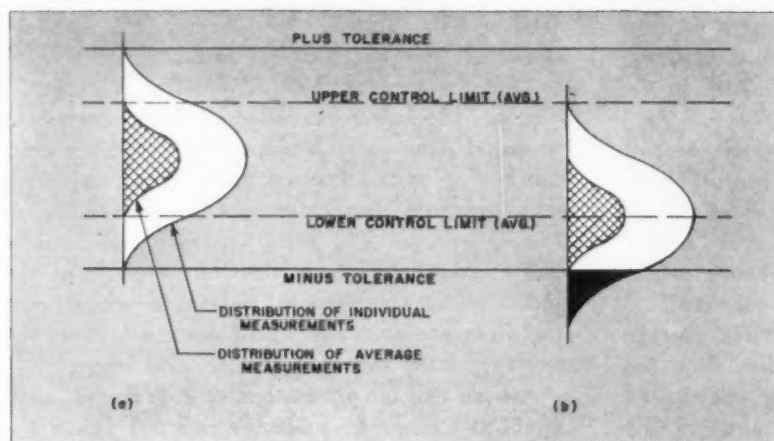 PLUS TOLERANCE
UPPER CONTROL LIMIT (AVG.)
LOWER CONTROL LIMIT (AVG.)
MINUS TOLERANCE
DISTRIBUTION OF INDIVIDUAL
MEASUREMENTS
DISTRIBUTION OF AVERAGE
MEASUREMENTS
(a)
(b)